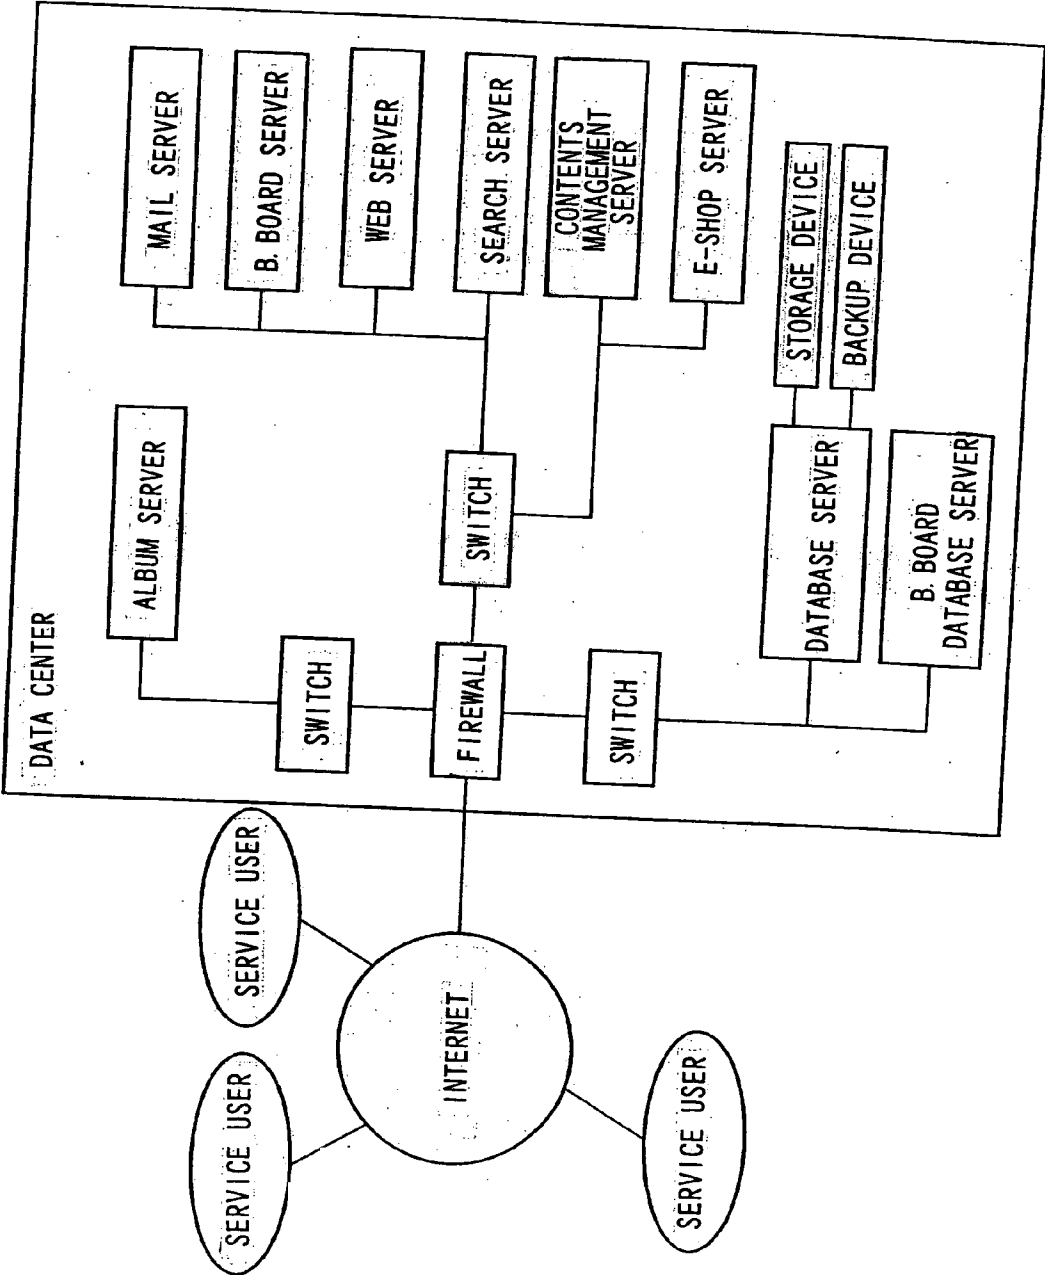 DATA CENTER
ALBUM SERVER
MAIL SERVER
B. BOARD SERVER
WEB SERVER
SEARCH SERVER
CONTENTS
MANAGEMENT
SERVER
E-SHOP SERVER
SWITCH
SWITCH
FIREWALL
SWITCH
STORAGE DEVICE
BACKUP DEVICE
DATABASE SERVER
B. BOARD
DATABASE SERVER
SERVICE USER
SERVICE USER
INTERNET
SERVICE USER